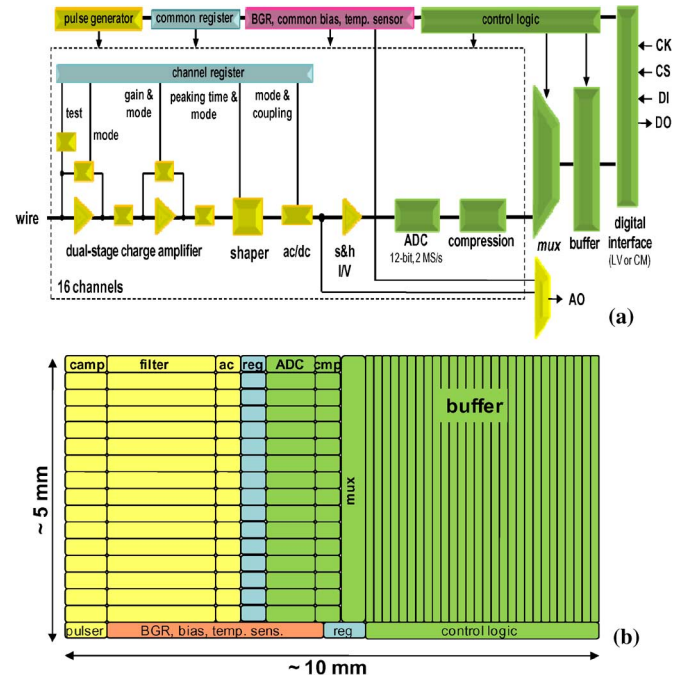 pulse generator
common register
BGR, common bias, temp. sensor
control logic
channel register
CK
CS
DI
DO
test
mode
gain &
mode
peaking time &
mode
mode &
coupling
wire
dual-stage charge amplifier
shaper
ac/dc
s&h
I/V
ADC
12-bit, 2 MS/s
compression
mux
buffer
digital
interface
(LV or CM)
16 channels
AO
(a)
camp
filter
ac
reg
ADC
cmp
mux
buffer
~ 5 mm
pulser
BGR, bias, temp. sens.
reg
control logic
(b)
~ 10 mm